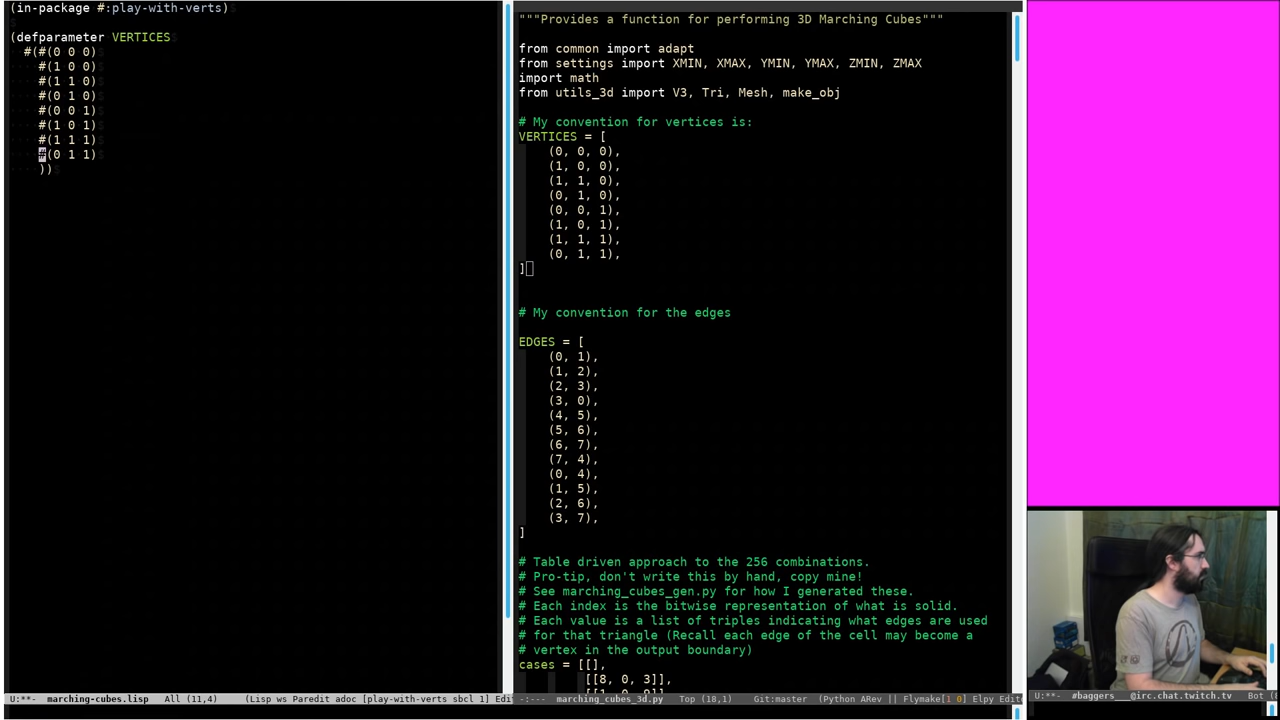 (in-package #:play-with-verts)
(defparameter VERTICES
#(#(0 0 0)
#(1 0 0)
#(1 1 0)
#(0 1 0)
#(0 0 1)
#(1 0 1)
#(1 1 1)
#(0 1 1)
))
U:**- marching-cubes.lisp All (11,4) (Lisp ws Paredit adoc [play-with-verts sbcl 1] Edi
"""Provides a function for performing 3D Marching Cubes"""
from common import adapt
from settings import XMIN, XMAX, YMIN, YMAX, ZMIN, ZMAX
import math
from utils_3d import V3, Tri, Mesh, make_obj
# My convention for vertices is:
VERTICES = [
(0, 0, 0),
(1, 0, 0),
(1, 1, 0),
(0, 1, 0),
(0, 0, 1),
(1, 0, 1),
(1, 1, 1),
(0, 1, 1),
]
# My convention for the edges
EDGES = [
(0, 1),
(1, 2),
(2, 3),
(3, 0),
(4, 5),
(5, 6),
(6, 7),
(7, 4),
(0, 4),
(1, 5),
(2, 6),
(3, 7),
]
# Table driven approach to the 256 combinations.
# Pro-tip, don't write this by hand, copy mine!
# See marching_cubes_gen.py for how I generated these.
# Each index is the bitwise representation of what is solid.
# Each value is a list of triples indicating what edges are used
# for that triangle (Recall each edge of the cell may become a
# vertex in the output boundary)
cases = [[],
[[8, 0, 3]],
-:--- marching_cubes_3d.py Top (18,1) Git:master (Python ARev || Flymake[1 0] Elpy Edit
U:**- #baggers___@irc.chat.twitch.tv Bot